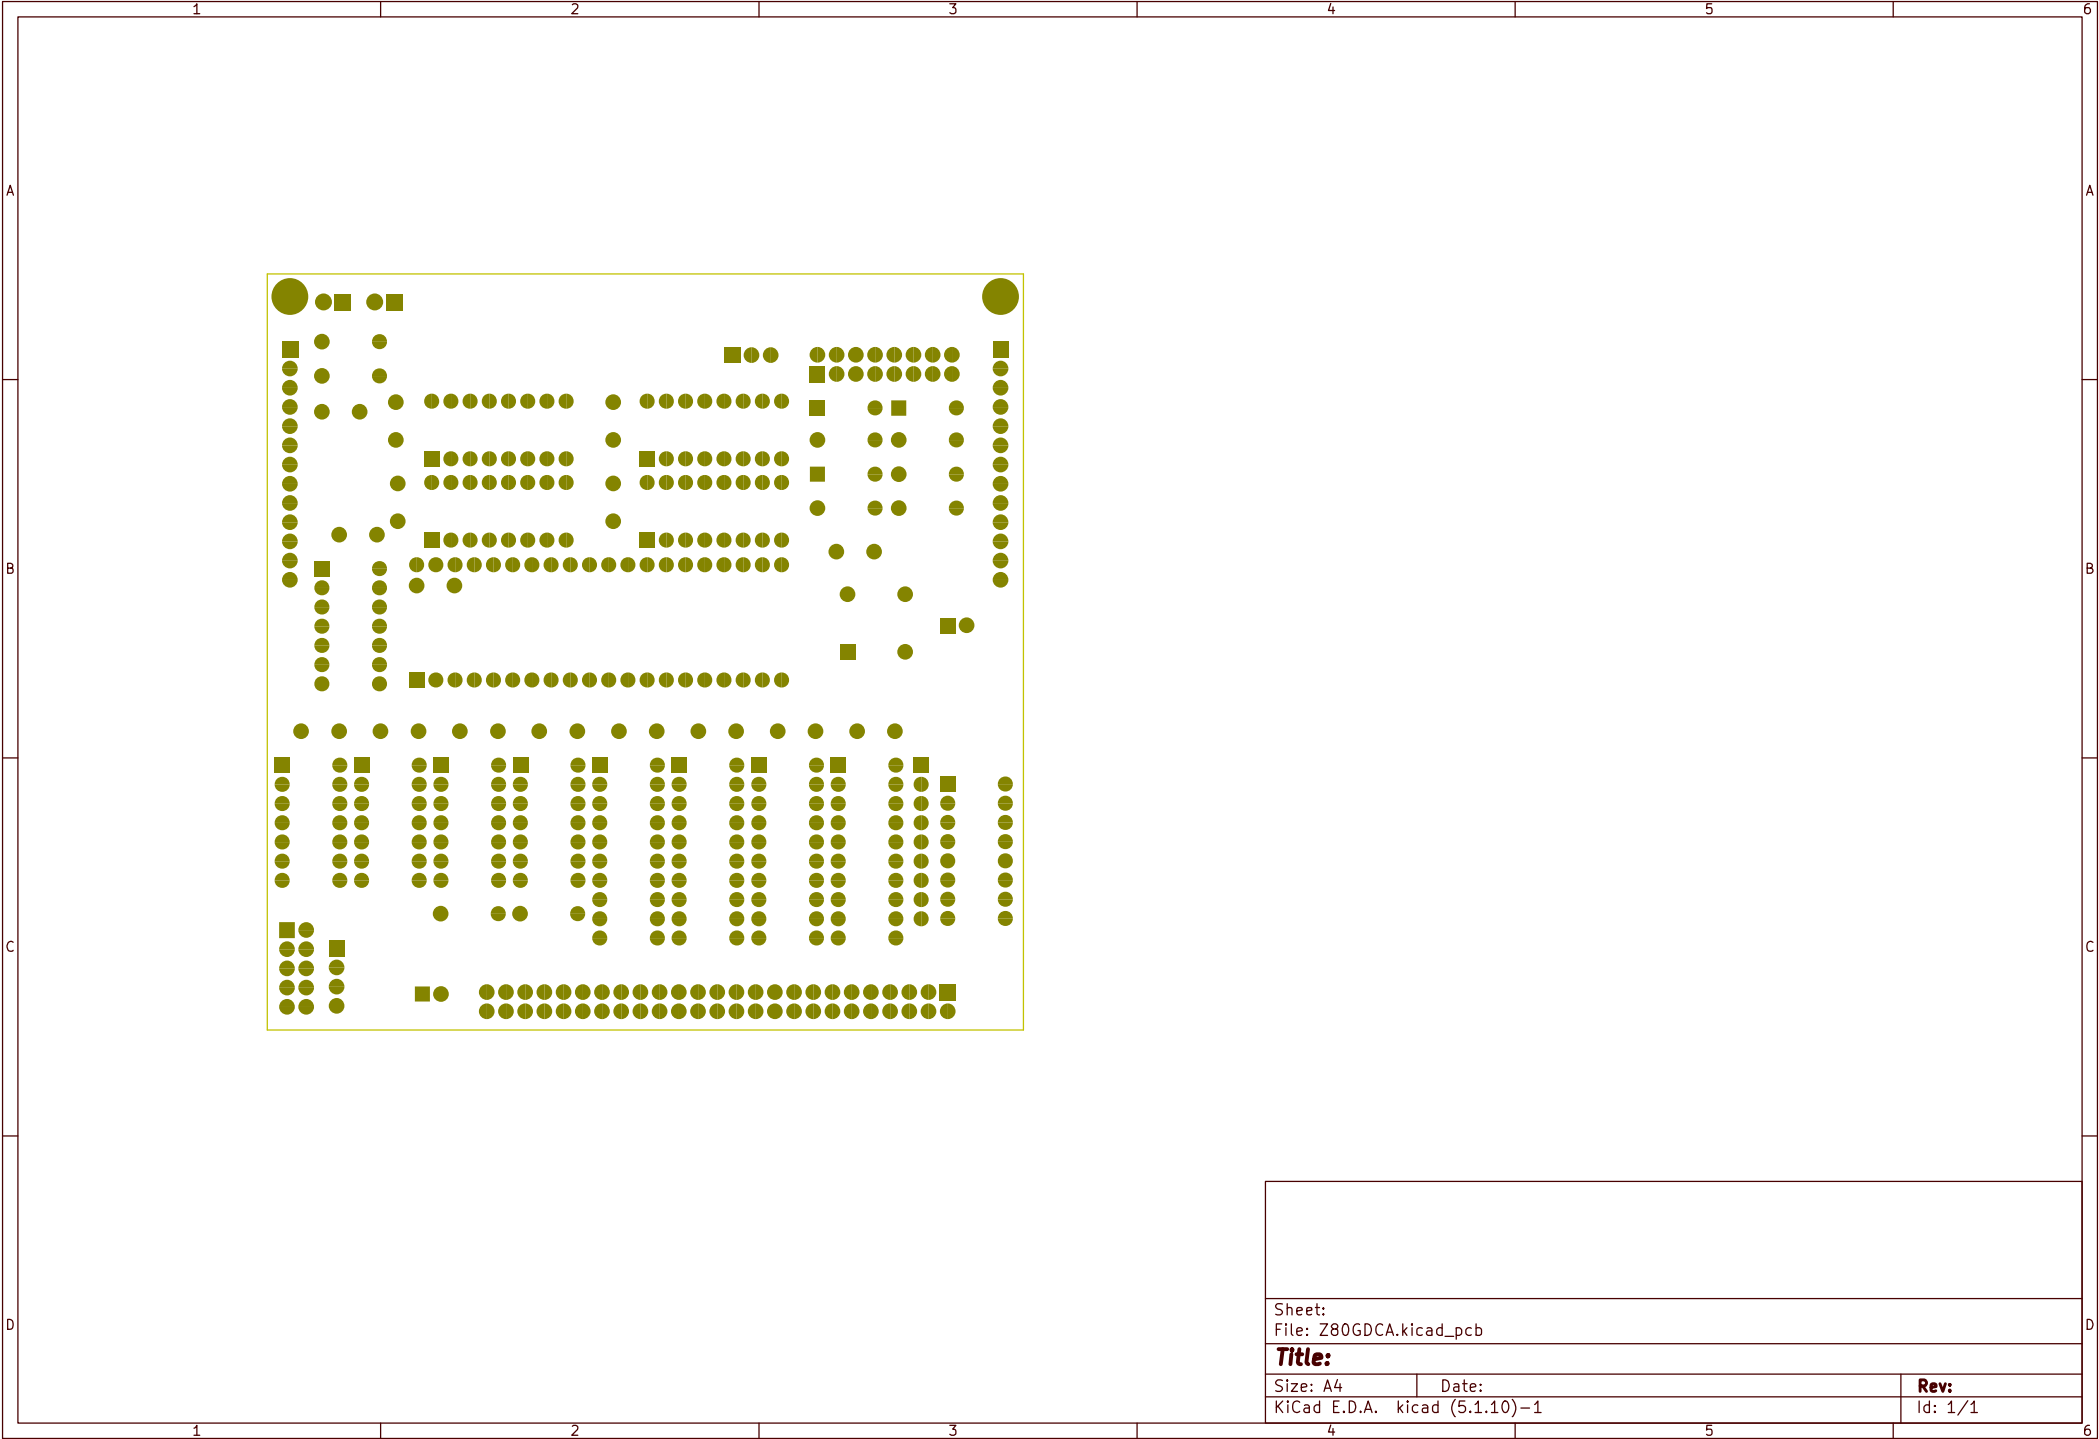 1 2 3 4 5 6
A A
B B
C C
D D
Sheet:
File: Z80GDCA.kicad_pcb
Title:
Size: A4 Date: Rev:
KiCad E.D.A. kicad (5.1.10)-1 Id: 1/1
1 2 3 4 5 6